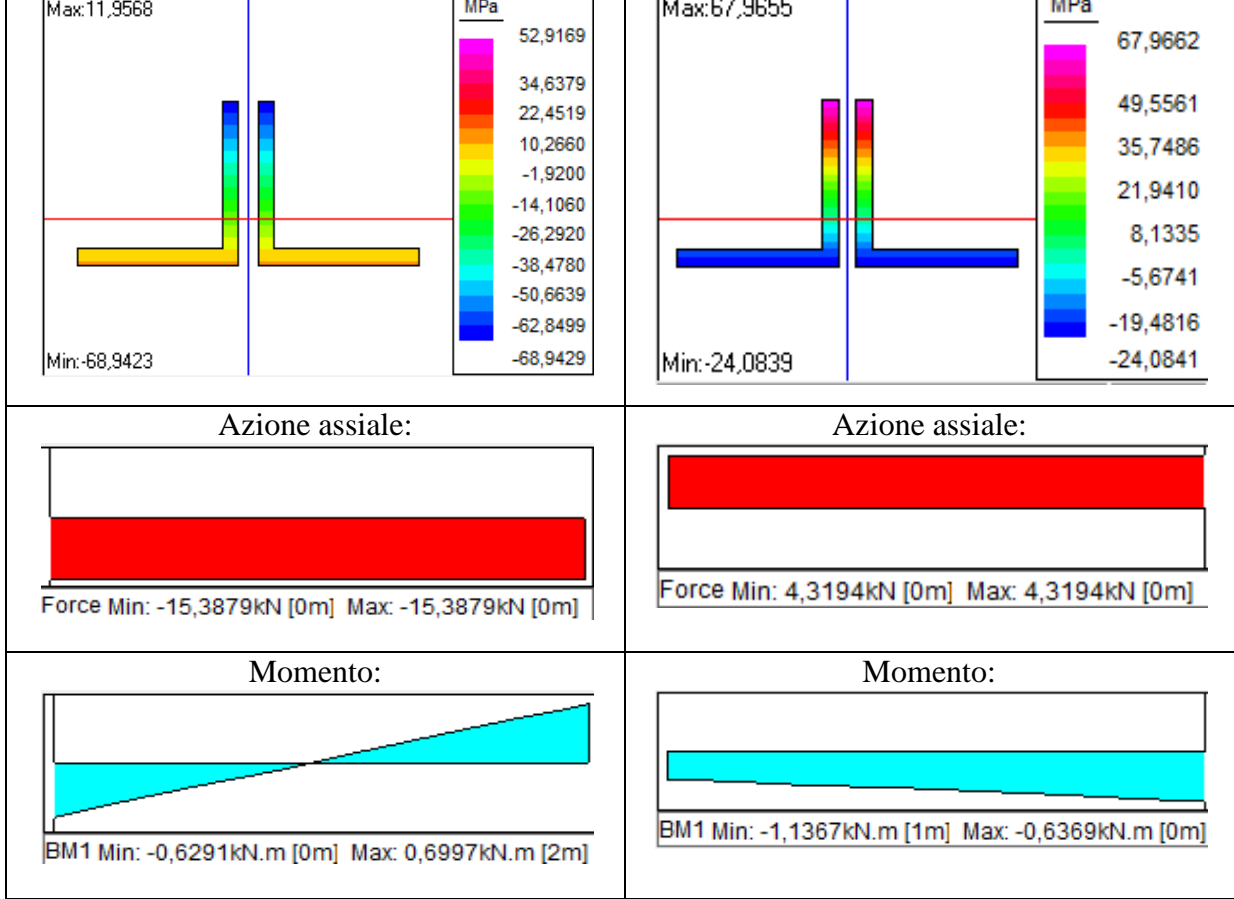 Max:11,9568
MPa
52,9169
34,6379
22,4519
10,2660
-1,9200
-14,1060
-26,2920
-38,4780
-50,6639
-62,8499
-68,9429
Min:-68,9423
Max:67,9655
MPa
67,9662
49,5561
35,7486
21,9410
8,1335
-5,6741
-19,4816
-24,0841
Min:-24,0839
Azione assiale:
Force Min: -15,3879kN [0m] Max: -15,3879kN [0m]
Azione assiale:
Force Min: 4,3194kN [0m] Max: 4,3194kN [0m]
Momento:
BM1 Min: -0,6291kN.m [0m] Max: 0,6997kN.m [2m]
Momento:
BM1 Min: -1,1367kN.m [1m] Max: -0,6369kN.m [0m]